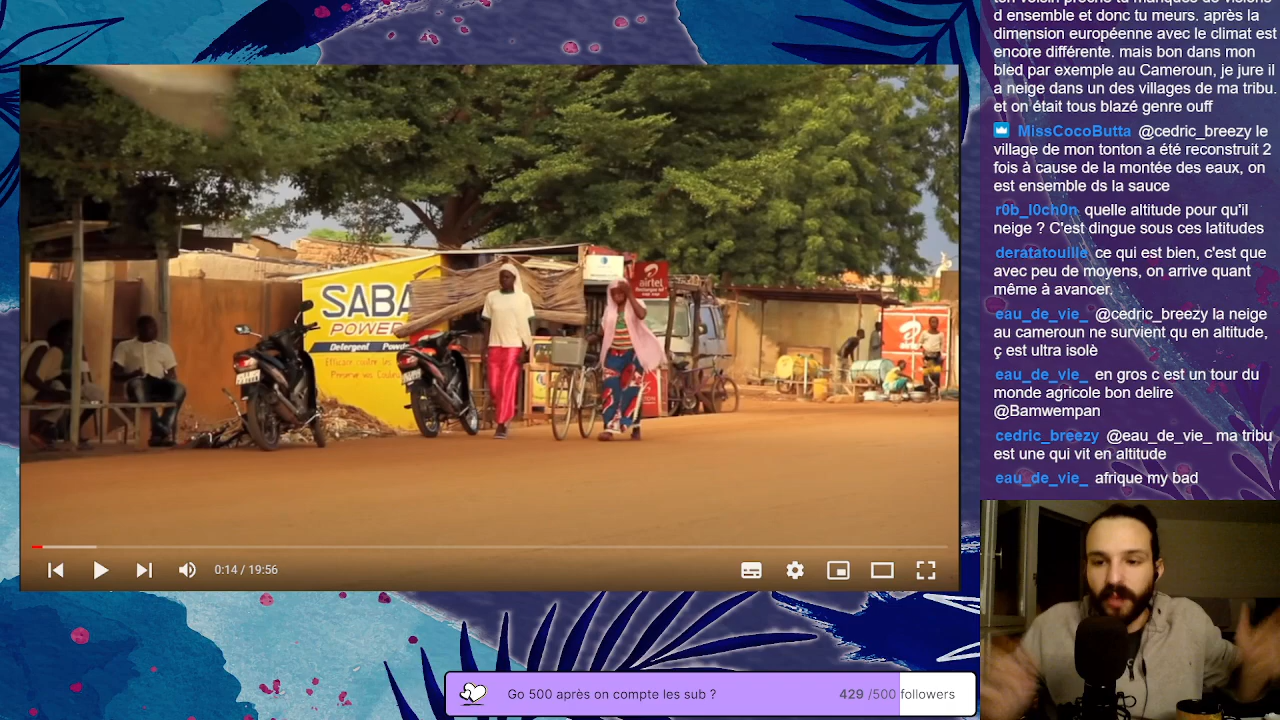 ton voisin proche tu manques de visions
d ensemble et donc tu meurs. après la
dimension européenne avec le climat est
encore différente. mais bon dans mon
bled par exemple au Cameroun, je jure il
a neige dans un des villages de ma tribu.
et on était tous blazé genre ouff
MissCocoButta @cedric_breezy le
village de mon tonton a été reconstruit 2
fois à cause de la montée des eaux, on
est ensemble ds la sauce
r0b_l0ch0n quelle altitude pour qu'il
neige ? C'est dingue sous ces latitudes
deratatouille ce qui est bien, c'est que
avec peu de moyens, on arrive quant
même à avancer.
eau_de_vie_ @cedric_breezy la neige
au cameroun ne survient qu en altitude,
ç est ultra isolè
eau_de_vie_ en gros c est un tour du
monde agricole bon delire
@Bamwempan
cedric_breezy @eau_de_vie_ ma tribu
est une qui vit en altitude
eau_de_vie_ afrique my bad
SABA
POWER
Detergent Powd
airtel
airtel
0:14 / 19:56
Go 500 après on compte les sub ?
429 /500 followers